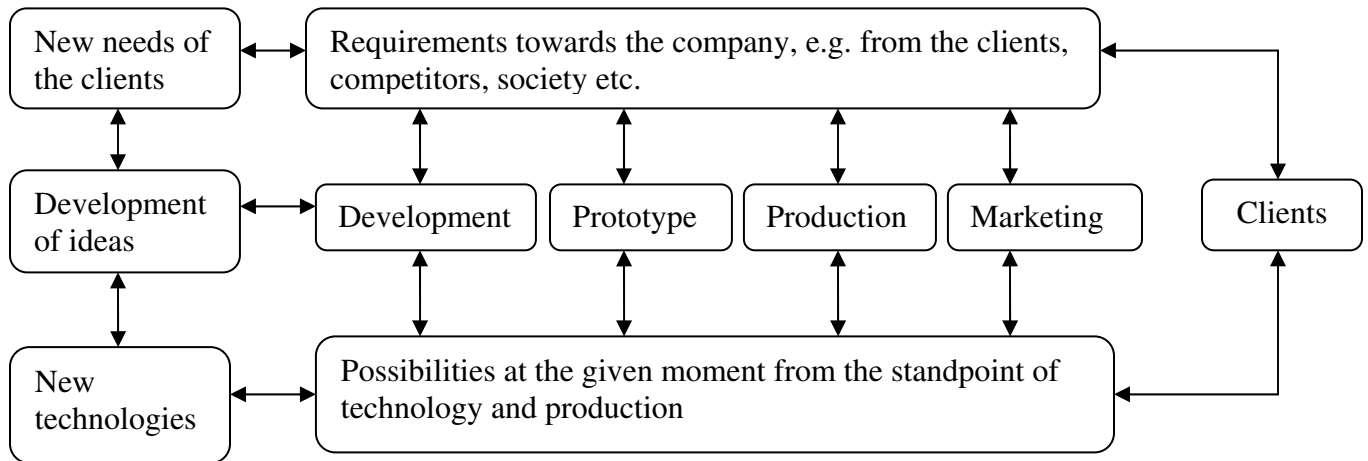 New needs of
the clients
Requirements towards the company, e.g. from the clients,
competitors, society etc.
Development
of ideas
Development
Prototype
Production
Marketing
Clients
New
technologies
Possibilities at the given moment from the standpoint of
technology and production